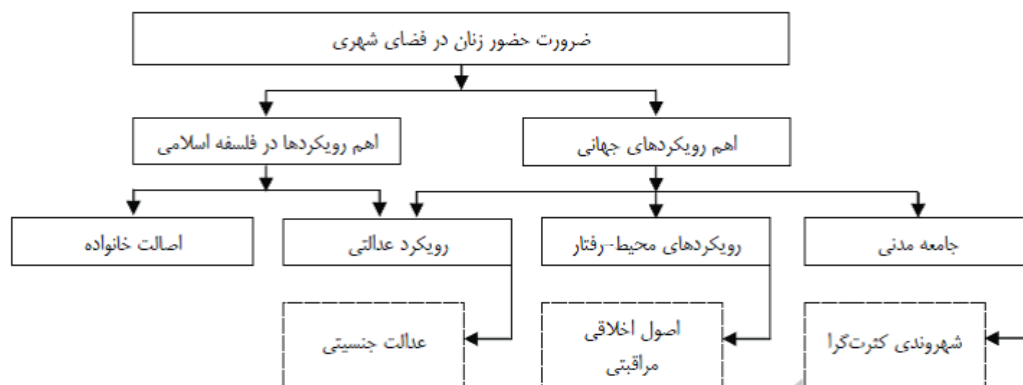 ضرورت حضور زنان در فضای شهری
اهم رویکردهای جهانی
اهم رویکردها در فلسفه اسلامی
جامعه مدنی
رویکردهای محیط-رفتار
رویکرد عدالتی
اصالت خانواده
شهروندی کثرت‌گرا
اصول اخلاقی
مراقبتی
عدالت جنسیتی